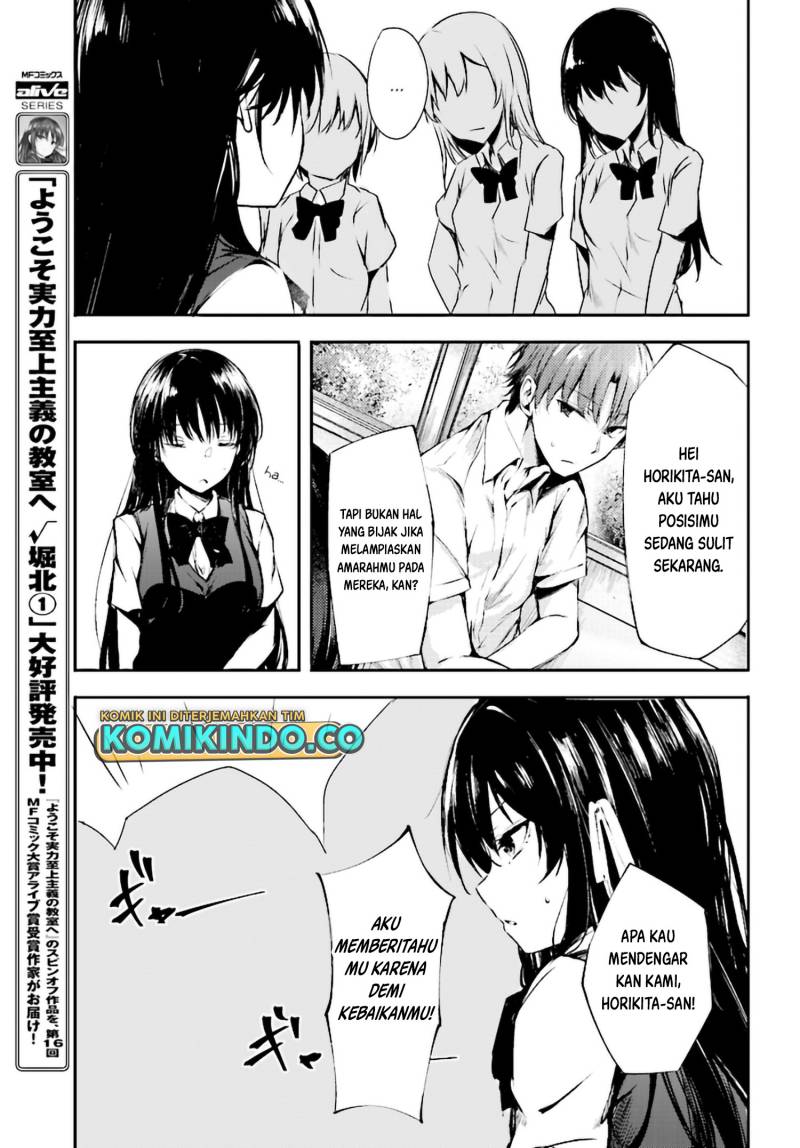 MFコミックス
alive
SERIES
「ようこそ実力至上主義の教室へ √堀北①」大好評発売中！
『ようこそ実力至上主義の教室へ』のスピンオフ作品を、第16回
MFコミック大賞アライブ賞受賞作家がお届け！
...
HEI
HORIKITA-SAN,
AKU TAHU
POSISIMU
SEDANG SULIT
SEKARANG.
TAPI BUKAN HAL
YANG BIJAK JIKA
MELAMPIASKAN
AMARAHMU PADA
MEREKA, KAN?
ha...
KOMIK INI DITERJEMAHKAN TIM
KOMIKINDO.CO
APA KAU
MENDENGAR
KAN KAMI,
HORIKITA-SAN!
AKU
MEMBERITAHU
MU KARENA
DEMI
KEBAIKANMU!
ギャー
ギャー